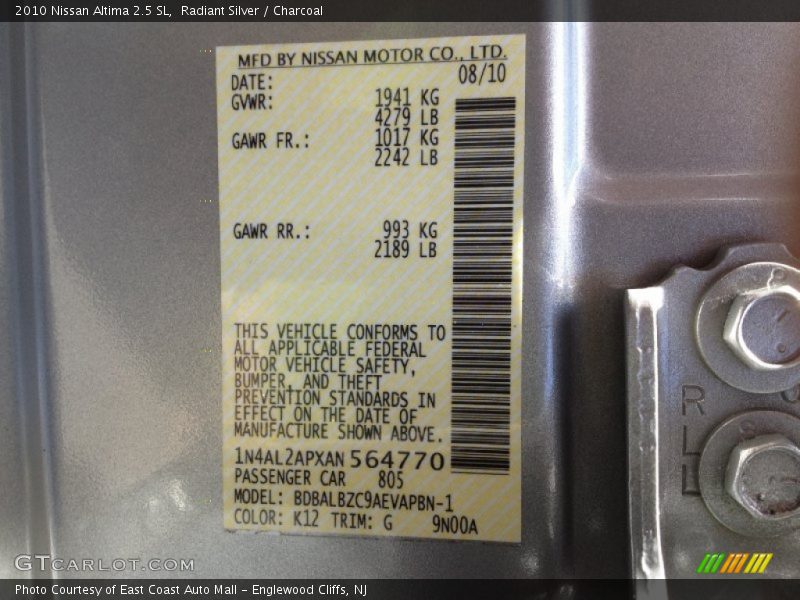 2010 Nissan Altima 2.5 SL,  Radiant Silver / Charcoal
MFD BY NISSAN MOTOR CO., LTD.
DATE: 08/10
GVWR: 1941 KG
4279 LB
GAWR FR.: 1017 KG
2242 LB
GAWR RR.: 993 KG
2189 LB
THIS VEHICLE CONFORMS TO
ALL APPLICABLE FEDERAL
MOTOR VEHICLE SAFETY,
BUMPER, AND THEFT
PREVENTION STANDARDS IN
EFFECT ON THE DATE OF
MANUFACTURE SHOWN ABOVE.
1N4AL2APXAN 564770
PASSENGER CAR 805
MODEL: BDBALBZC9AEVAPBN-1
COLOR: K12 TRIM: G 9N00A
GTCARLOT.COM
Photo Courtesy of East Coast Auto Mall – Englewood Cliffs, NJ